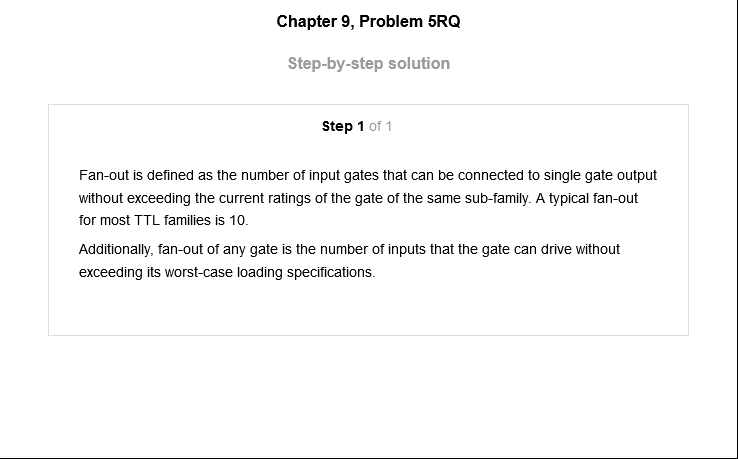 Chapter 9, Problem 5RQ
Step-by-step solution
Step 1 of 1
Fan-out is defined as the number of input gates that can be connected to single gate output
without exceeding the current ratings of the gate of the same sub-family. A typical fan-out
for most TTL families is 10.
Additionally, fan-out of any gate is the number of inputs that the gate can drive without
exceeding its worst-case loading specifications.